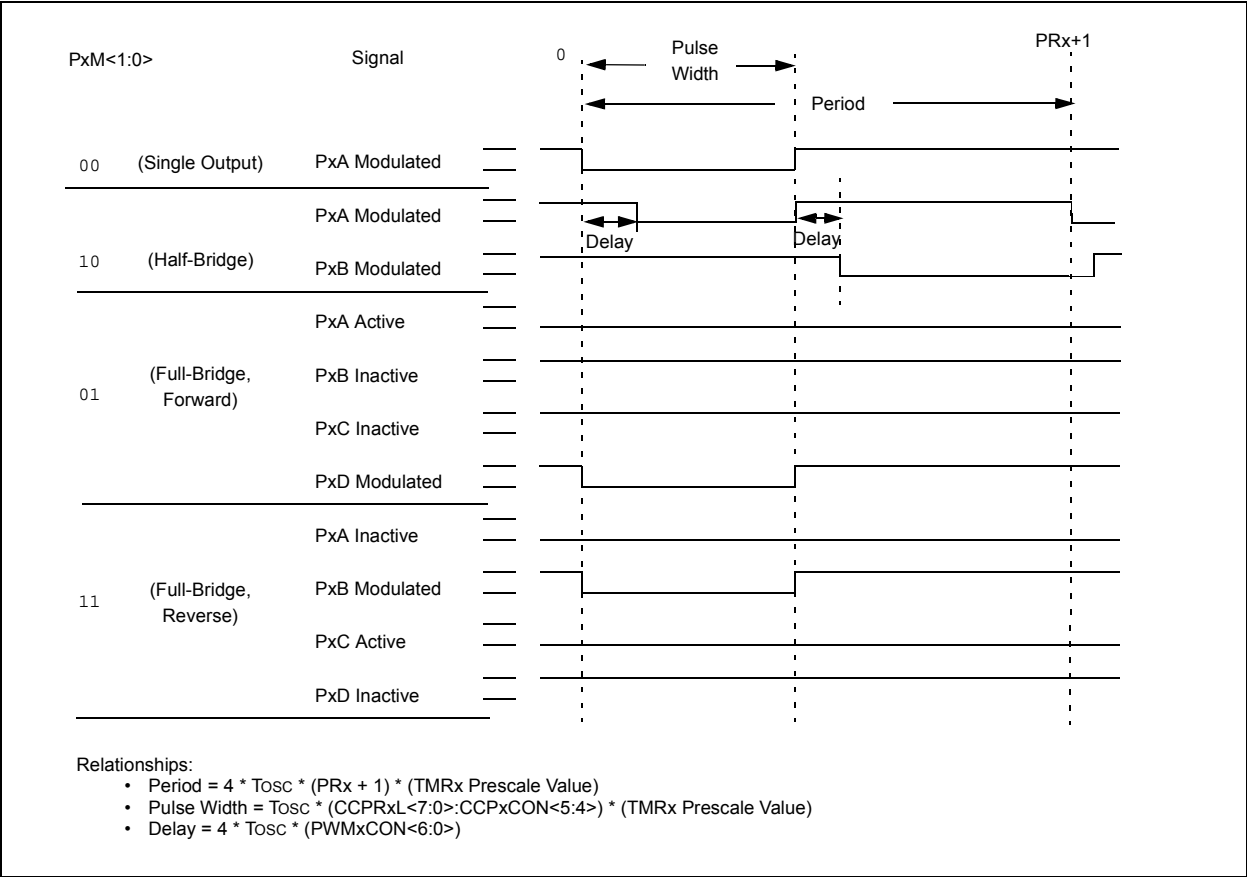 PxM<1:0>
Signal
0
Pulse
Width
PRx+1
Period
00
(Single Output)
PxA Modulated
PxA Modulated
Delay
Delay
10
(Half-Bridge)
PxB Modulated
PxA Active
(Full-Bridge,
Forward)
PxB Inactive
01
PxC Inactive
PxD Modulated
PxA Inactive
(Full-Bridge,
Reverse)
PxB Modulated
11
PxC Active
PxD Inactive
Relationships:
• Period = 4 * TOSC * (PRx + 1) * (TMRx Prescale Value)
• Pulse Width = TOSC * (CCPRxL<7:0>:CCPxCON<5:4>) * (TMRx Prescale Value)
• Delay = 4 * TOSC * (PWMxCON<6:0>)